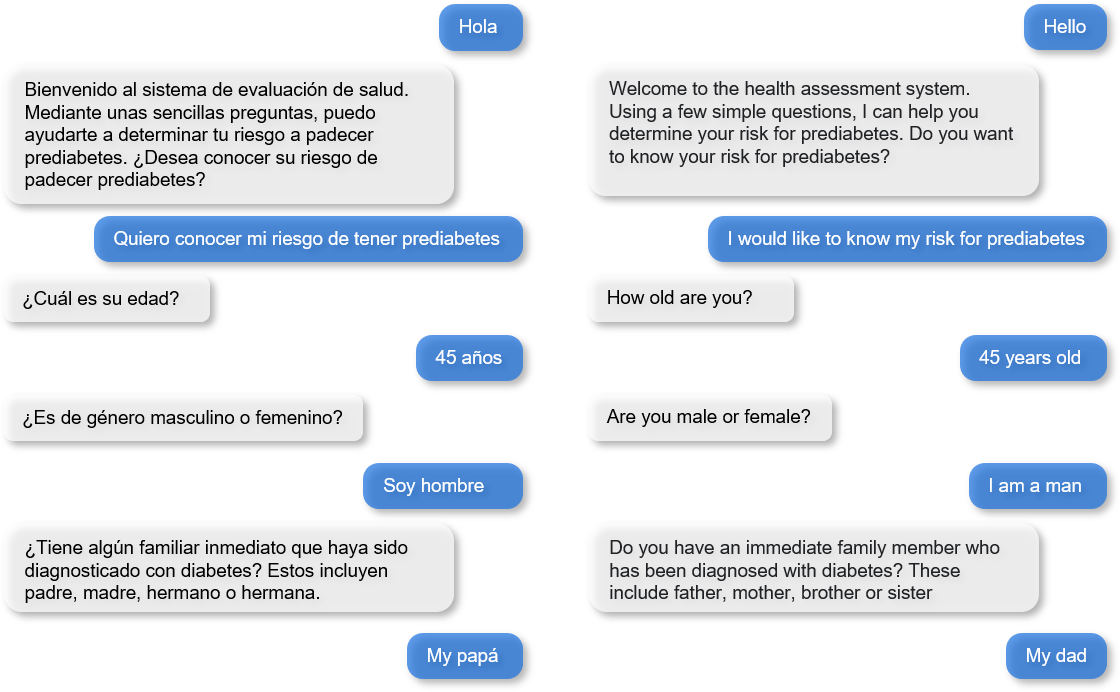 Hola
Bienvenido al sistema de evaluación de salud.
Mediante unas sencillas preguntas, puedo
ayudarte a determinar tu riesgo a padecer
prediabetes. ¿Desea conocer su riesgo de
padecer prediabetes?
Quiero conocer mi riesgo de tener prediabetes
¿Cuál es su edad?
45 años
¿Es de género masculino o femenino?
Soy hombre
¿Tiene algún familiar inmediato que haya sido
diagnosticado con diabetes? Estos incluyen
padre, madre, hermano o hermana.
My papá
Hello
Welcome to the health assessment system.
Using a few simple questions, I can help you
determine your risk for prediabetes. Do you want
to know your risk for prediabetes?
I would like to know my risk for prediabetes
How old are you?
45 years old
Are you male or female?
I am a man
Do you have an immediate family member who
has been diagnosed with diabetes? These
include father, mother, brother or sister
My dad